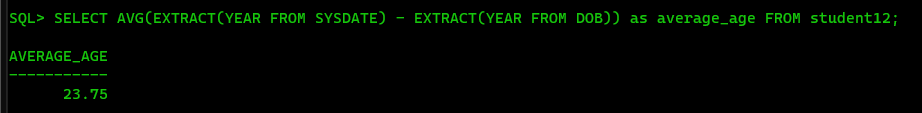 SQL> SELECT AVG(EXTRACT(YEAR FROM SYSDATE) - EXTRACT(YEAR FROM DOB)) as average_age FROM student12;
AVERAGE_AGE
-----------
23.75